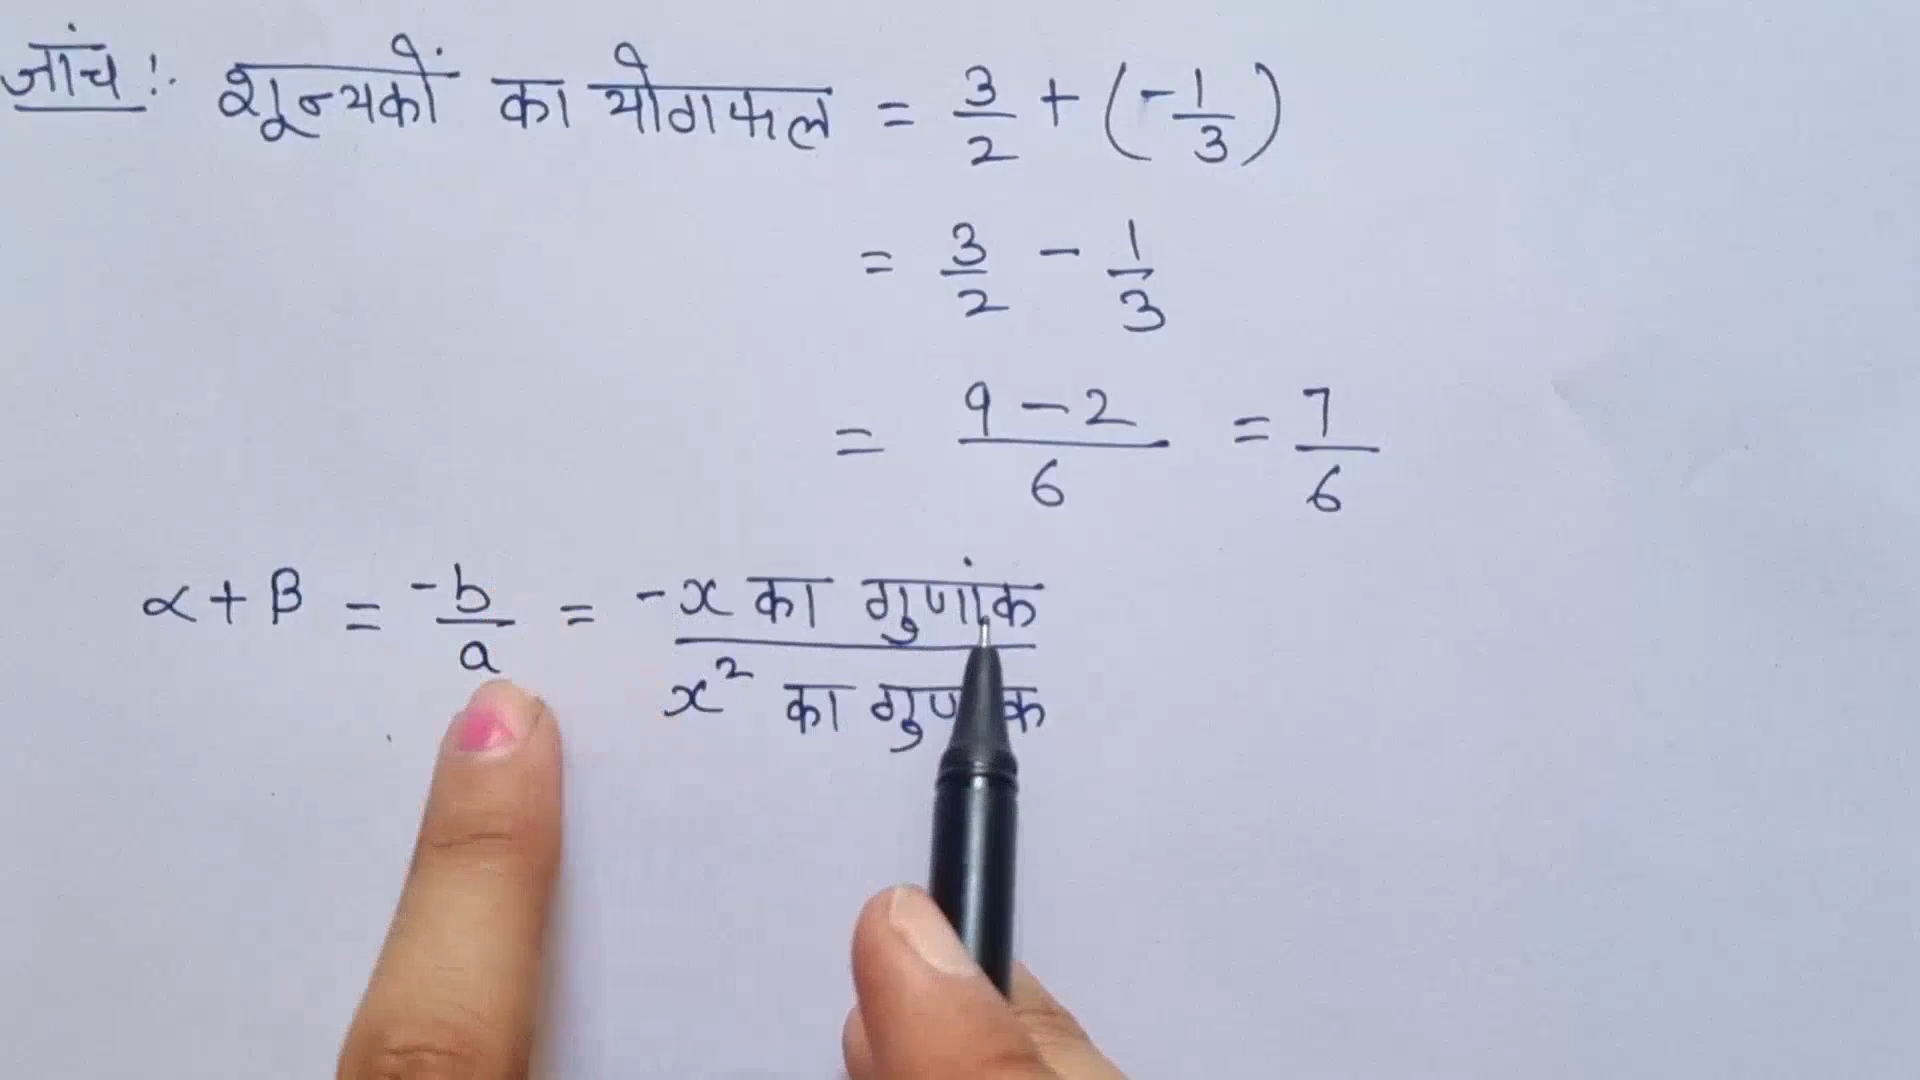 जांच :- शून्यकों का योगफल = 3/2 + (-1/3)
= 3/2 - 1/3
= 9-2/6 = 7/6
α+β = -b/a = -x का गुणांक / x² का